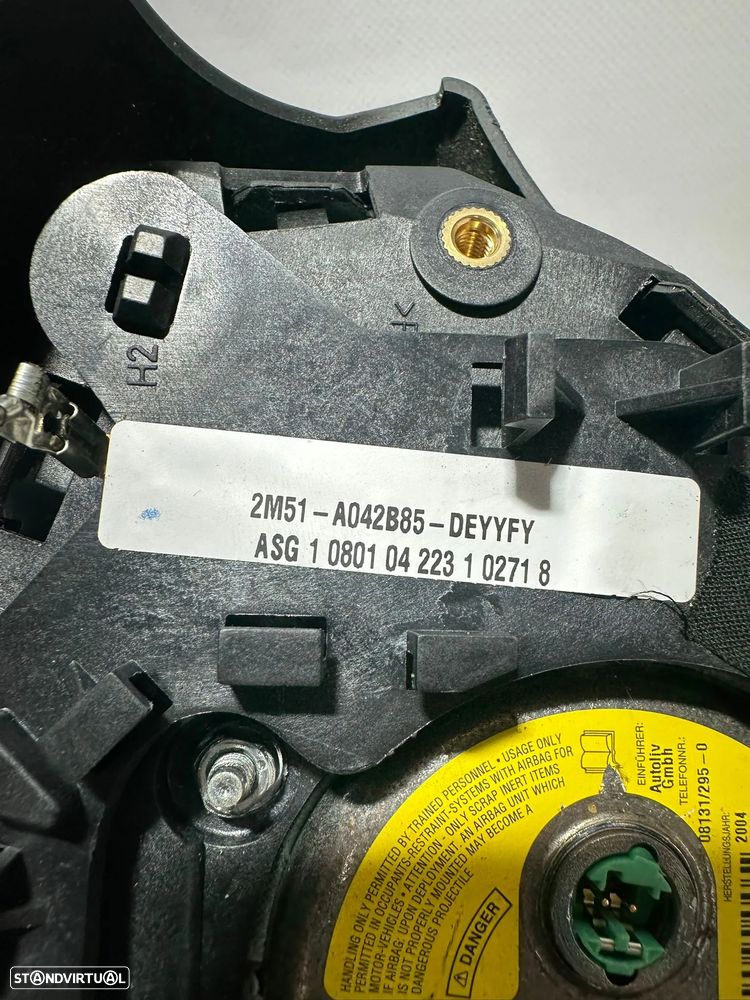 H2
2M51-A042B85-DEYYFY
ASG 1 0801 04 223 1 0271 8
HANDLING ONLY PERMITTED BY TRAINED PERSONNEL • USAGE ONLY
PERMITTED IN OCCUPANTS-RESTRAINT-SYSTEMS WITH AIRBAG FOR
MOTOR-VEHICLES • ATTENTION • ONLY SCRAP INERT ITEMS
IF AIRBAG: UPON DEPLOYMENT, AN AIRBAG UNIT WHICH
IS NOT PROPERLY MOUNTED MAY BECOME A
DANGEROUS PROJECTILE
DANGER
EINFÜHRER:
Autoliv
Gmbh
TELEFONNR.:
08131/295-0
HERSTELLUNGSJAHR:
2004
STANDVIRTUAL